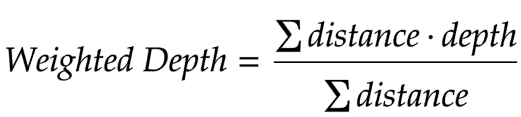 Weighted Depth = ∑ distance · depth
∑ distance